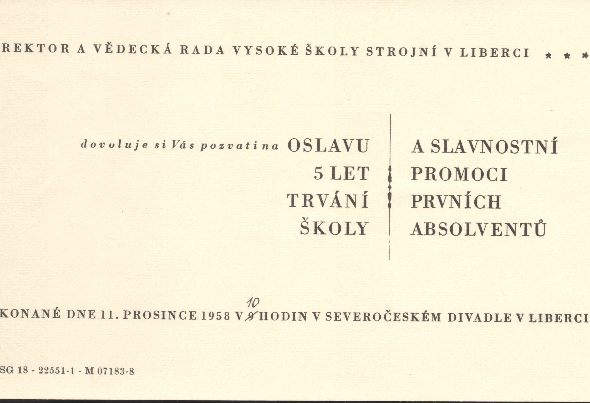 REKTOR A VĚDECKÁ RADA VYSOKÉ ŠKOLY STROJNÍ V LIBERCI * * *
dovoluje si Vás pozvati na OSLAVU
5 LET
TRVÁNÍ
ŠKOLY
A SLAVNOSTNÍ
PROMOCI
PRVNÍCH
ABSOLVENTŮ
10
KONANÉ DNE 11. PROSINCE 1958 V 9 HODIN V SEVEROČESKÉM DIVADLE V LIBERCI
SG 18 - 22551-1 - M 07183-8